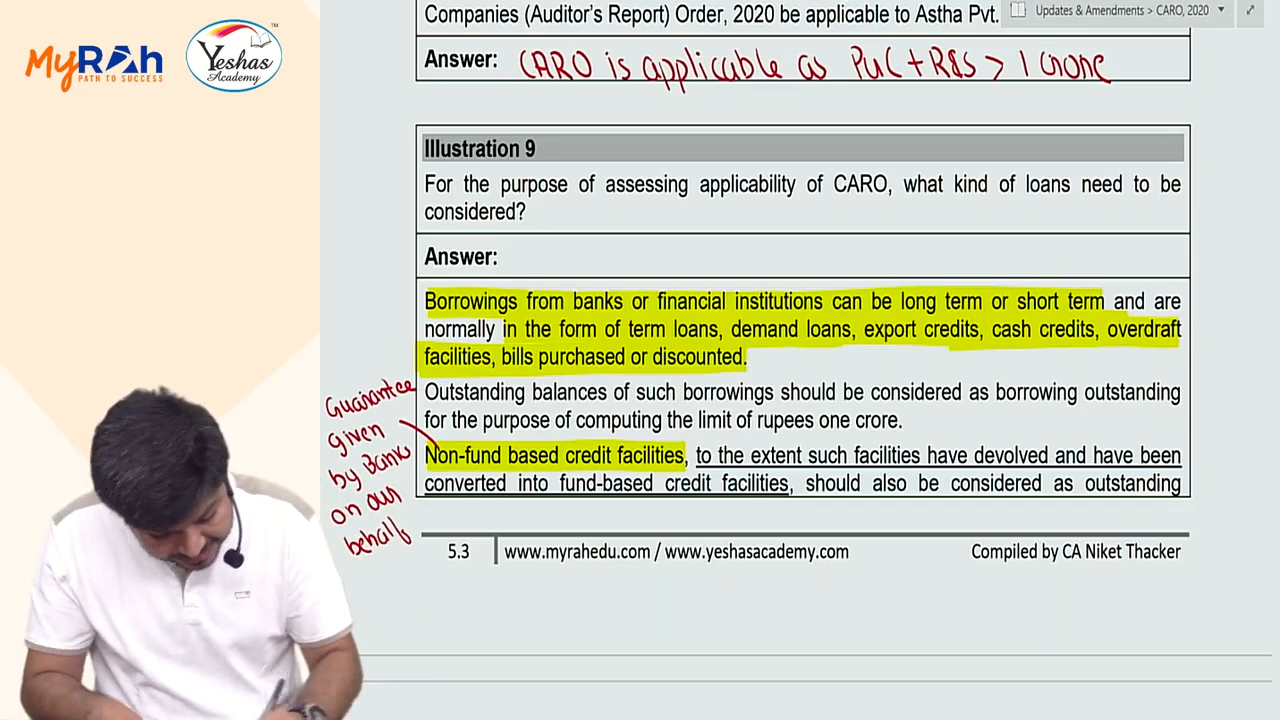 MyRAh
PATH TO SUCCESS
Yeshas
Academy
TM
Companies (Auditor's Report) Order, 2020 be applicable to Astha Pvt.
Updates & Amendments > CARO, 2020
Answer: CARO is applicable as PUC + R&S > 1 crore
Illustration 9
For the purpose of assessing applicability of CARO, what kind of loans need to be
considered?
Answer:
Borrowings from banks or financial institutions can be long term or short term and are
normally in the form of term loans, demand loans, export credits, cash credits, overdraft
facilities, bills purchased or discounted.
Outstanding balances of such borrowings should be considered as borrowing outstanding
for the purpose of computing the limit of rupees one crore.
Non-fund based credit facilities, to the extent such facilities have devolved and have been
converted into fund-based credit facilities, should also be considered as outstanding
Guarantee
given
by Banks
on our
behalf
5.3
www.myrahedu.com / www.yeshasacademy.com
Compiled by CA Niket Thacker